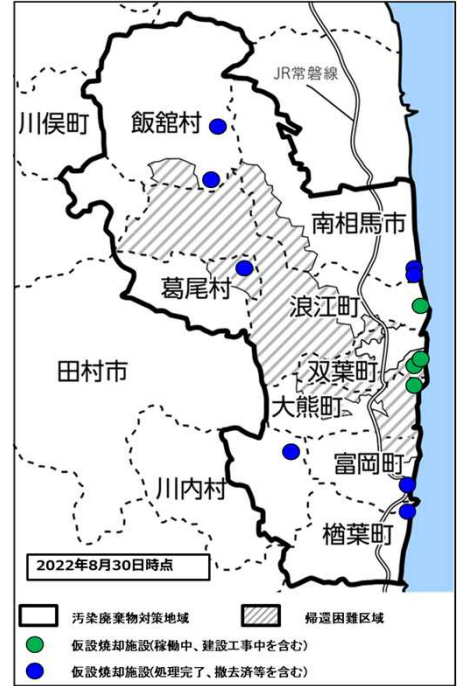 JR常磐線
川俣町
飯舘村
南相馬市
葛尾村
浪江町
田村市
双葉町
大熊町
富岡町
川内村
楢葉町
2022年8月30日時点
汚染廃棄物対策地域
帰還困難区域
仮設焼却施設(稼働中、建設工事中を含む)
仮設焼却施設(処理完了、撤去済等を含む)